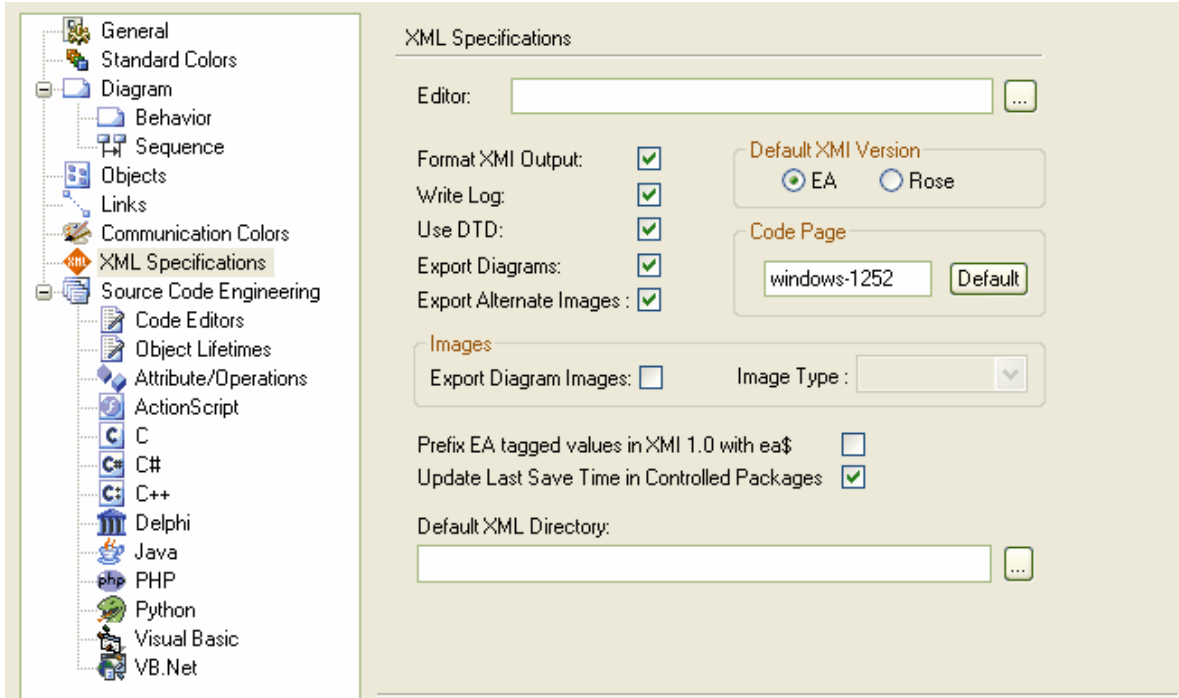 General
Standard Colors
Diagram
Behavior
Sequence
Objects
Links
Communication Colors
XML Specifications
Source Code Engineering
Code Editors
Object Lifetimes
Attribute/Operations
ActionScript
C
C#
C++
Delphi
Java
PHP
Python
Visual Basic
VB.Net
XML Specifications
Editor: ...
Format XMI Output:
Write Log:
Use DTD:
Export Diagrams:
Export Alternate Images :
Default XMI Version
EA Rose
Code Page
windows-1252 Default
Images
Export Diagram Images: Image Type :
Prefix EA tagged values in XMI 1.0 with ea$
Update Last Save Time in Controlled Packages
Default XML Directory:
...